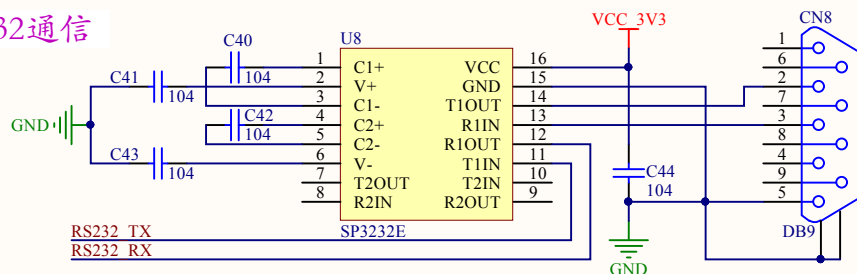 32通信
VCC_3V3
U8
CN8
C40
104
C41
104
C42
104
C43
104
GND
1 C1+ VCC 16
2 V+ GND 15
3 C1- T1OUT 14
4 C2+ R1IN 13
5 C2- R1OUT 12
6 V- T1IN 11
7 T2OUT T2IN 10
8 R2IN R2OUT 9
SP3232E
C44
104
GND
1
6
2
7
3
8
4
9
5
DB9
RS232_TX
RS232_RX